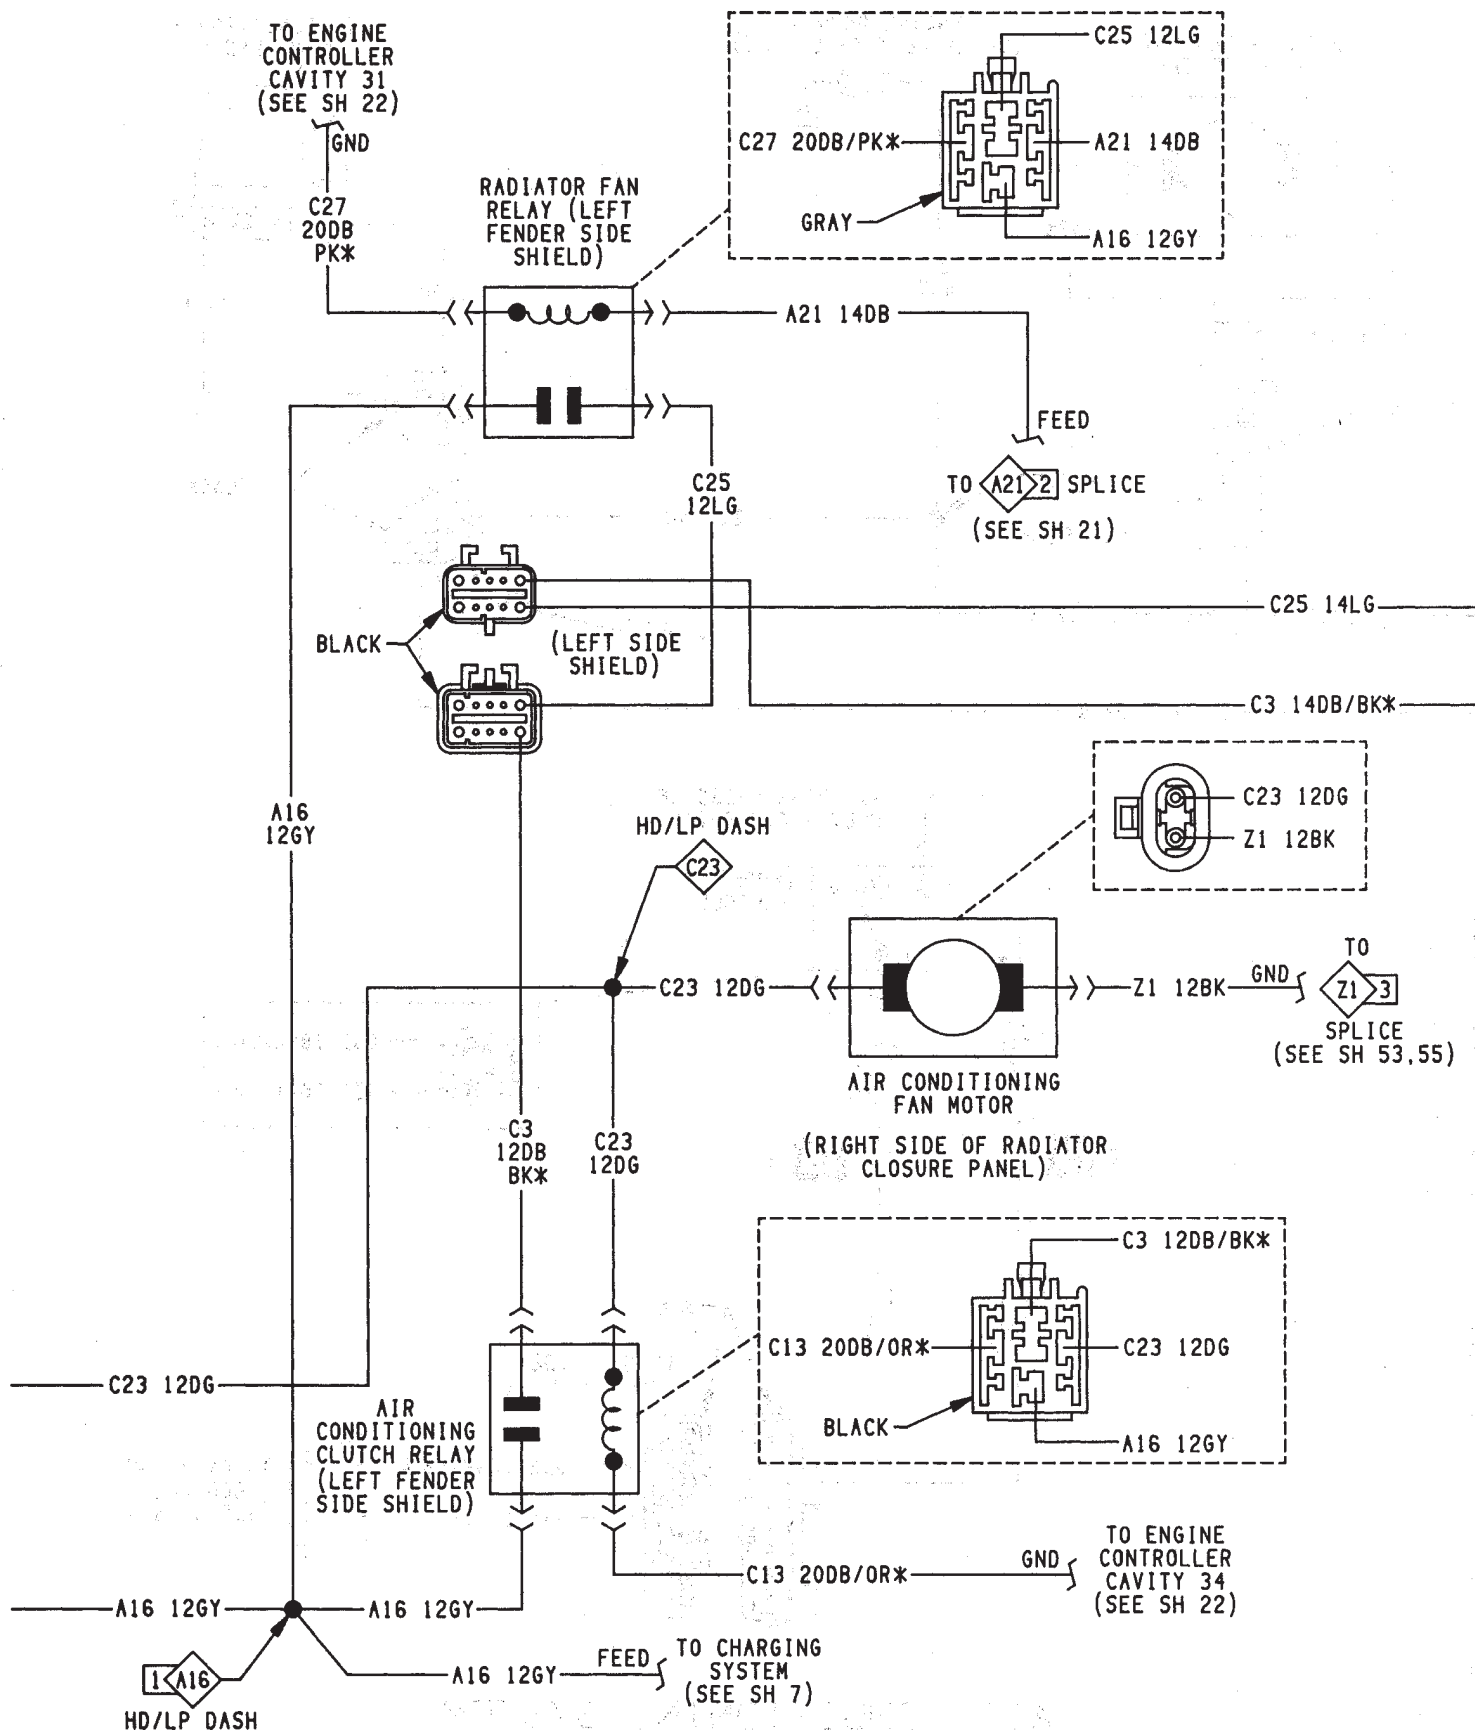 TO ENGINE
CONTROLLER
CAVITY 31
(SEE SH 22)
GND
C27
20DB
PK*
RADIATOR FAN
RELAY (LEFT
FENDER SIDE
SHIELD)
C25 12LG
C27 20DB/PK*
A21 14DB
GRAY
A16 12GY
A21 14DB
FEED
TO A21 2 SPLICE
(SEE SH 21)
C25
12LG
BLACK
(LEFT SIDE
SHIELD)
C25 14LG
C3 14DB/BK*
A16
12GY
HD/LP DASH
C23
C23 12DG
Z1 12BK
C23 12DG
Z1 12BK
GND
TO
Z1 3
SPLICE
(SEE SH 53,55)
AIR CONDITIONING
FAN MOTOR
(RIGHT SIDE OF RADIATOR
CLOSURE PANEL)
C3
12DB
BK*
C23
12DG
C3 12DB/BK*
C13 20DB/OR*
C23 12DG
BLACK
A16 12GY
C23 12DG
AIR
CONDITIONING
CLUTCH RELAY
(LEFT FENDER
SIDE SHIELD)
C13 20DB/OR*
GND
TO ENGINE
CONTROLLER
CAVITY 34
(SEE SH 22)
A16 12GY
A16 12GY
1 A16
HD/LP DASH
A16 12GY
FEED
TO CHARGING
SYSTEM
(SEE SH 7)